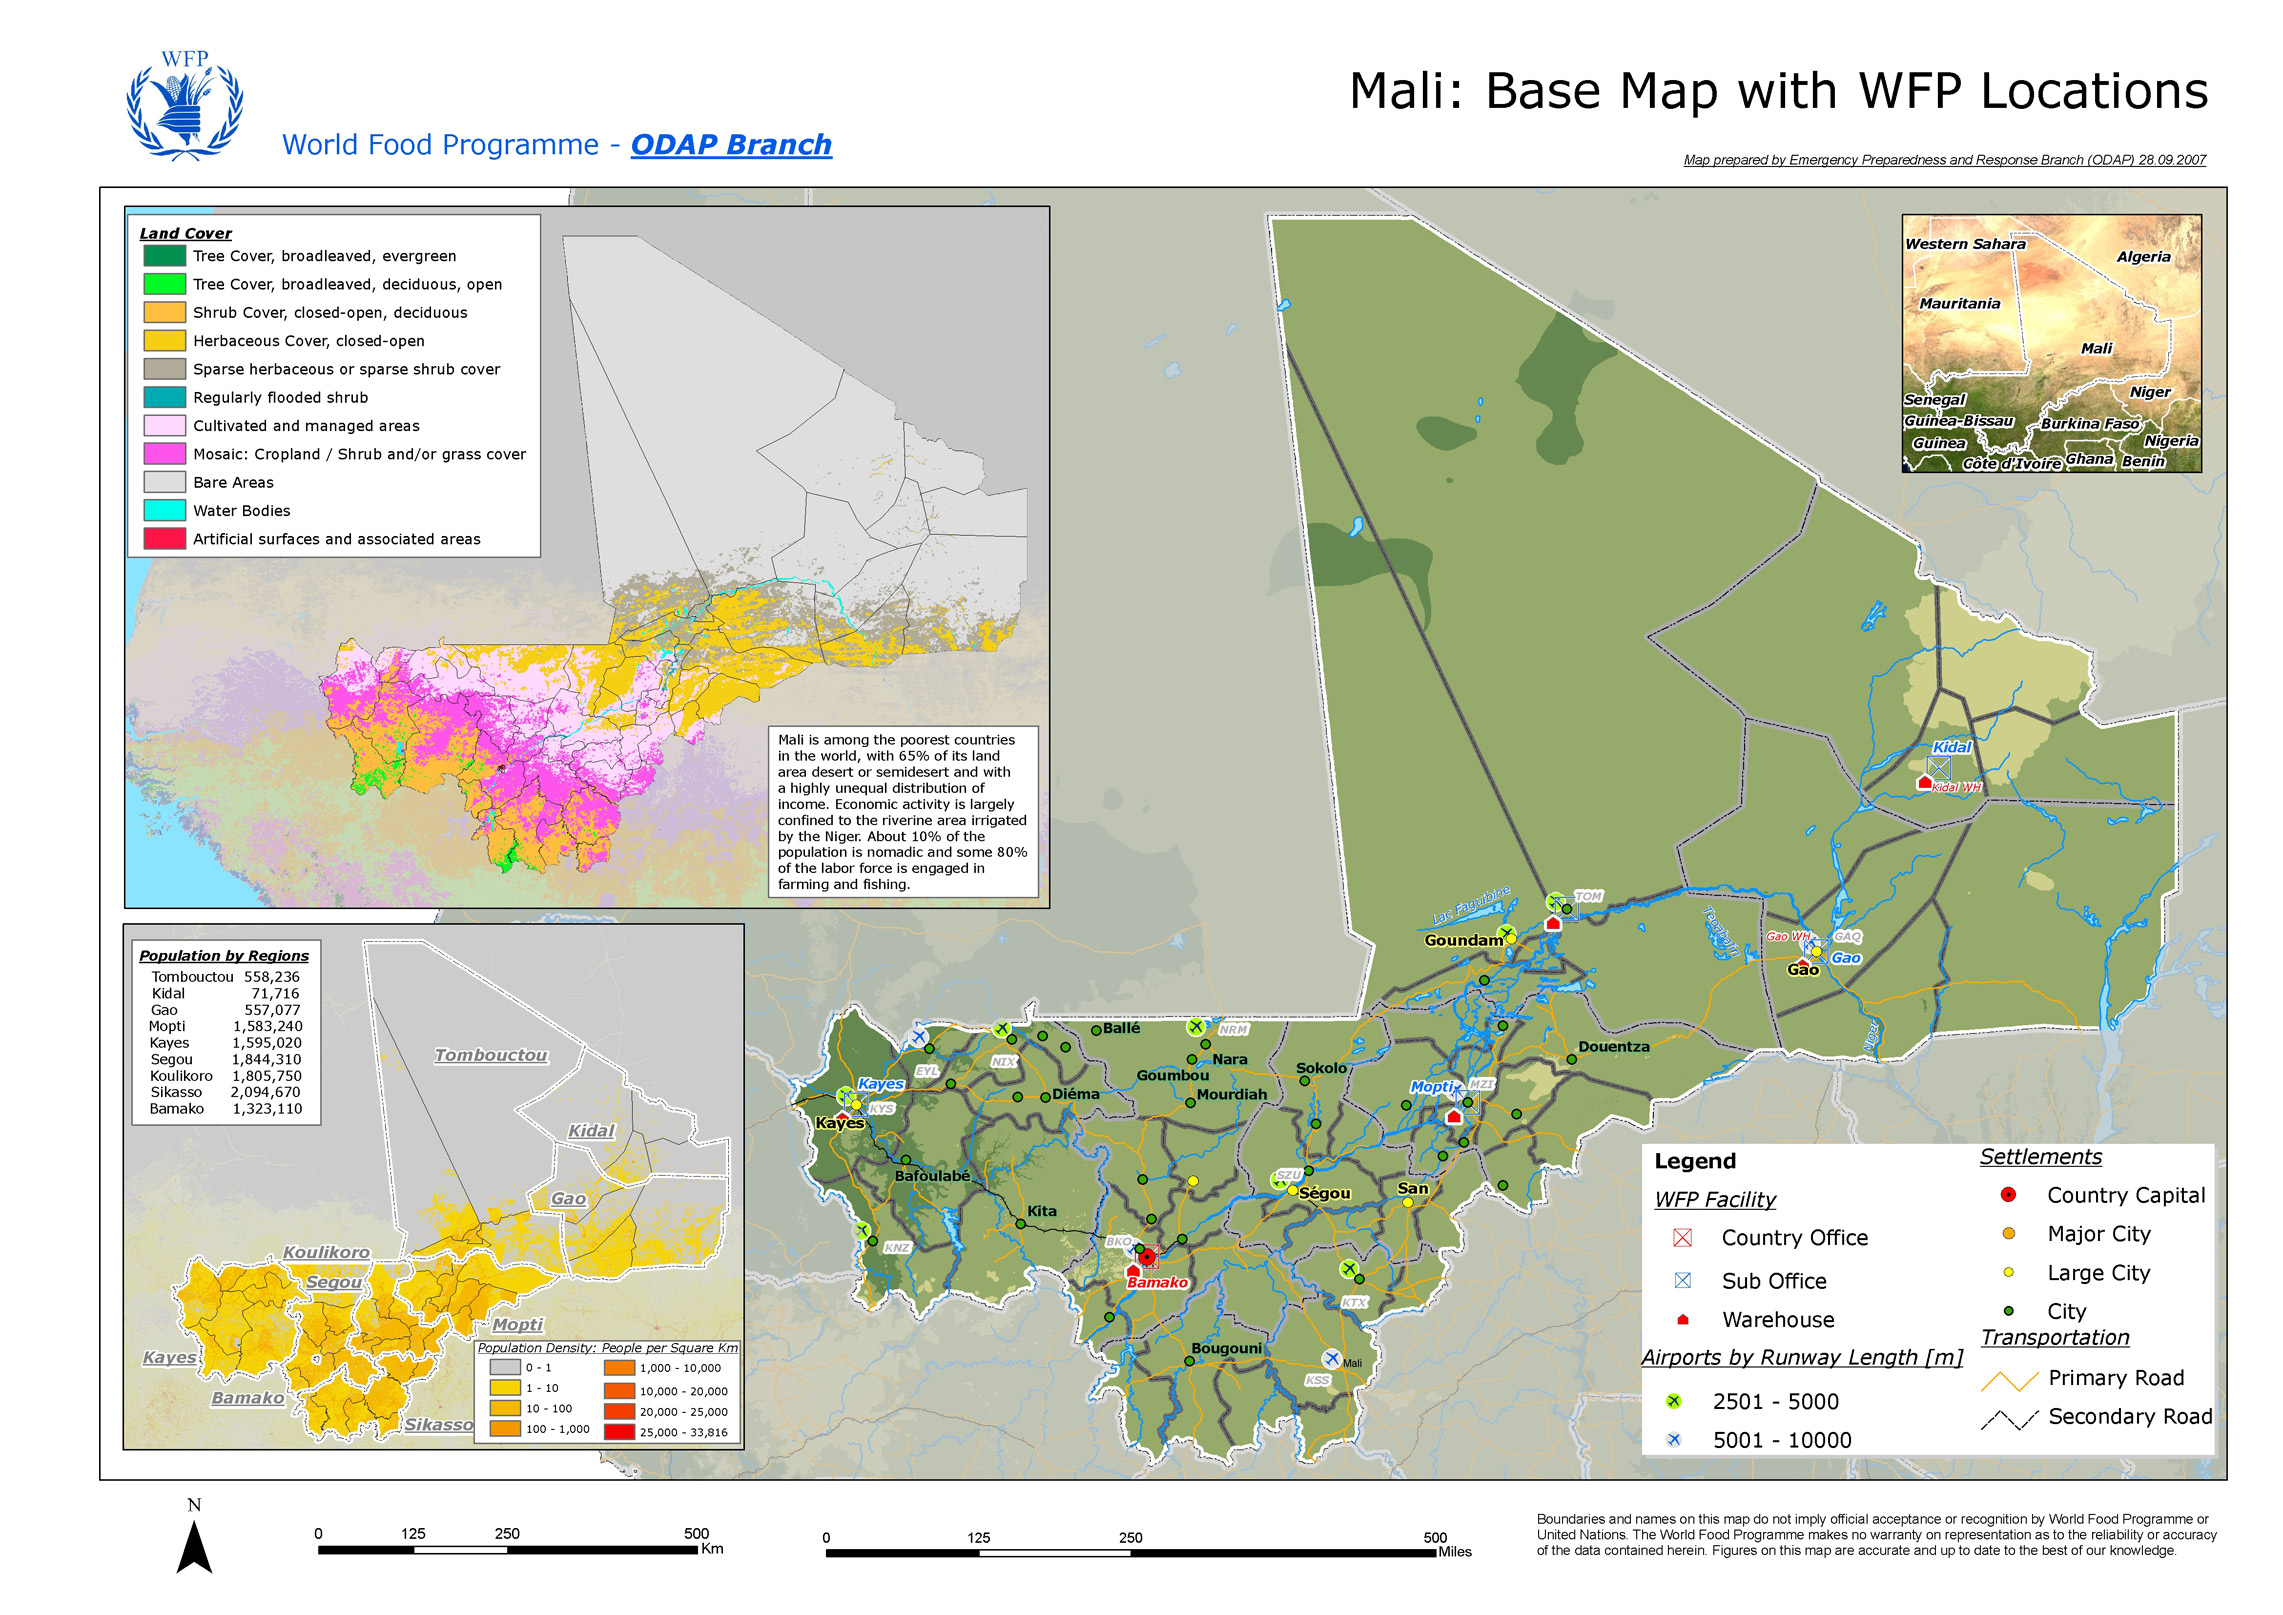 WFP
World Food Programme - ODAP Branch
Mali: Base Map with WFP Locations
Map prepared by Emergency Preparedness and Response Branch (ODAP) 28.09.2007
Land Cover
Tree Cover, broadleaved, evergreen
Tree Cover, broadleaved, deciduous, open
Shrub Cover, closed-open, deciduous
Herbaceous Cover, closed-open
Sparse herbaceous or sparse shrub cover
Regularly flooded shrub
Cultivated and managed areas
Mosaic: Cropland / Shrub and/or grass cover
Bare Areas
Water Bodies
Artificial surfaces and associated areas
Mali is among the poorest countries
in the world, with 65% of its land
area desert or semidesert and with
a highly unequal distribution of
income. Economic activity is largely
confined to the riverine area irrigated
by the Niger. About 10% of the
population is nomadic and some 80%
of the labor force is engaged in
farming and fishing.
Western Sahara
Algeria
Mauritania
Mali
Niger
Senegal
Guinea-Bissau
Burkina Faso
Guinea
Nigeria
Côte d'Ivoire
Ghana
Benin
Population by Regions
Tombouctou 558,236
Kidal 71,716
Gao 557,077
Mopti 1,583,240
Kayes 1,595,020
Segou 1,844,310
Koulikoro 1,805,750
Sikasso 2,094,670
Bamako 1,323,110
Tombouctou
Kidal
Gao
Koulikoro
Segou
Mopti
Kayes
Bamako
Sikasso
Population Density: People per Square Km
0 - 1
1 - 10
10 - 100
100 - 1,000
1,000 - 10,000
10,000 - 20,000
20,000 - 25,000
25,000 - 33,816
Kidal
Kidal WH
Lac Faguibine
TOM
Goundam
Gao WH
GAQ
Gao
Gao
Niger
Ballé
NRM
Nara
NIX
EYL
Goumbou
Sokolo
Douentza
Kayes
KYS
Kayes
Diéma
Mourdiah
Mopti
MZI
Bafoulabé
SZU
Ségou
San
Kita
KNZ
BKO
Bamako
KTX
Bougouni
Mali
KSS
Legend
WFP Facility
Country Office
Sub Office
Warehouse
Airports by Runway Length [m]
2501 - 5000
5001 - 10000
Settlements
Country Capital
Major City
Large City
City
Transportation
Primary Road
Secondary Road
N
0 125 250 500
Km
0 125 250 500
Miles
Boundaries and names on this map do not imply official acceptance or recognition by World Food Programme or
United Nations. The World Food Programme makes no warranty on representation as to the reliability or accuracy
of the data contained herein. Figures on this map are accurate and up to date to the best of our knowledge.